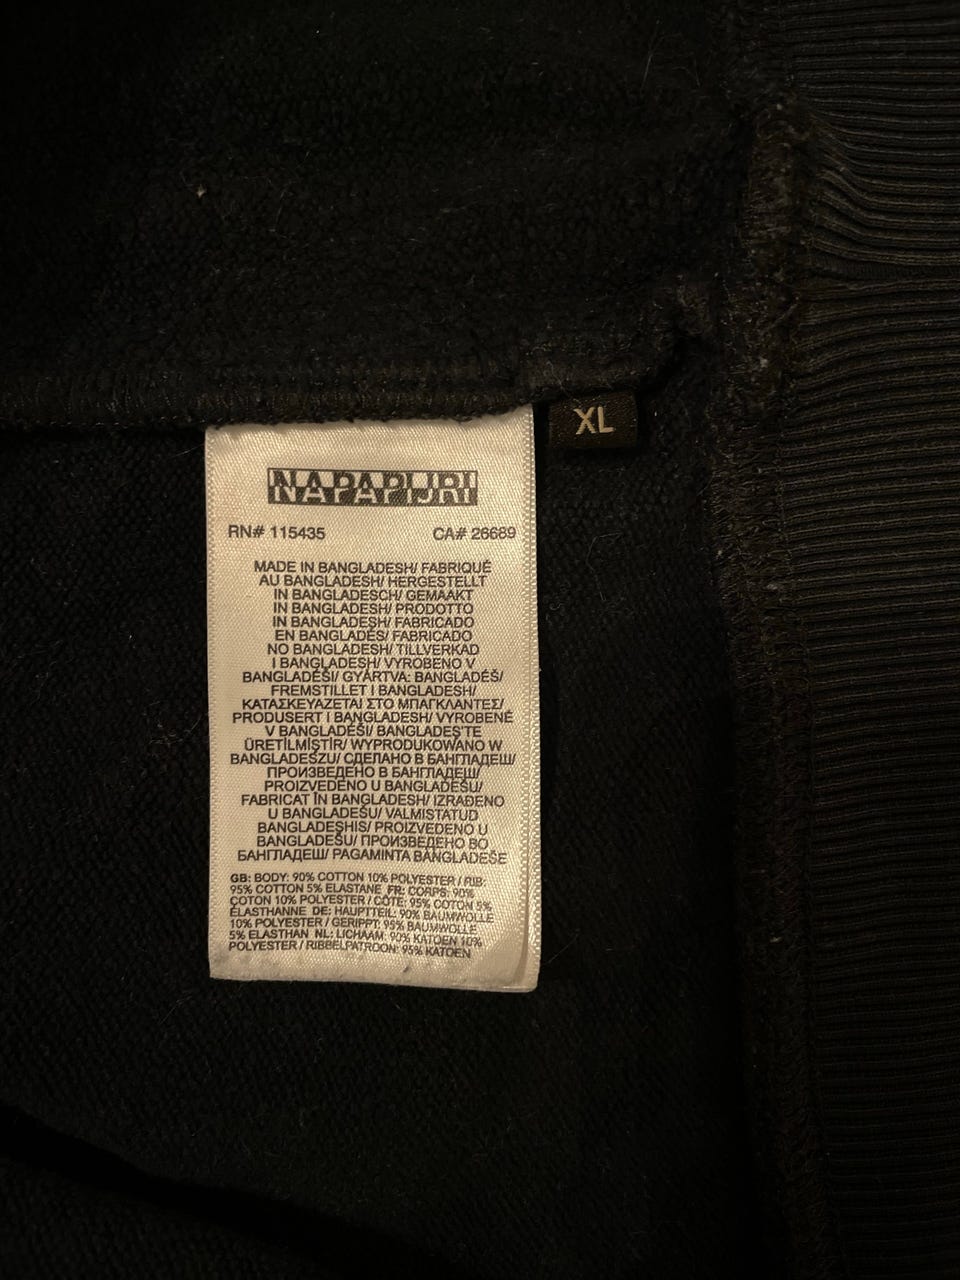 XL
NAPAPIJRI
RN# 115435 CA# 26689
MADE IN BANGLADESH/ FABRIQUÉ
AU BANGLADESH/ HERGESTELLT
IN BANGLADESCH/ GEMAAKT
IN BANGLADESH/ PRODOTTO
IN BANGLADESH/ FABRICADO
EN BANGLADÉS/ FABRICADO
NO BANGLADESH/ TILLVERKAD
I BANGLADESH/ VYROBENO V
BANGLADÉŠI/ GYÁRTVA: BANGLADÉS/
FREMSTILLET I BANGLADESH/
ΚΑΤΑΣΚΕΥΑΖΕΤΑΙ ΣΤΟ ΜΠΑΓΚΛΑΝΤΕΣ/
PRODUSERT I BANGLADESH/ VYROBENÉ
V BANGLADÉŠI/ BANGLADEŞ'TE
ÜRETİLMİŞTİR/ WYPRODUKOWANO W
BANGLADESZU/ СДЕЛАНО В БАНГЛАДЕШ/
ПРОИЗВЕДЕНО В БАНГЛАДЕШ/
PROIZVEDENO U BANGLADEŠU/
FABRICAT ÎN BANGLADESH/ IZRAĐENO
U BANGLADEŠU/ VALMISTATUD
BANGLADESHIS/ PROIZVEDENO U
BANGLADEŠU/ ПРОИЗВЕДЕНО ВО
БАНГЛАДЕШ/ PAGAMINTA BANGLADEŠE
GB: BODY: 90% COTTON 10% POLYESTER / RIB:
95% COTTON 5% ELASTANE FR: CORPS: 90%
COTON 10% POLYESTER / CÔTE: 95% COTON 5%
ÉLASTHANNE DE: HAUPTTEIL: 90% BAUMWOLLE
10% POLYESTER / GERIPPT: 95% BAUMWOLLE
5% ELASTHAN NL: LICHAAM: 90% KATOEN 10%
POLYESTER / RIBBELPATROON: 95% KATOEN